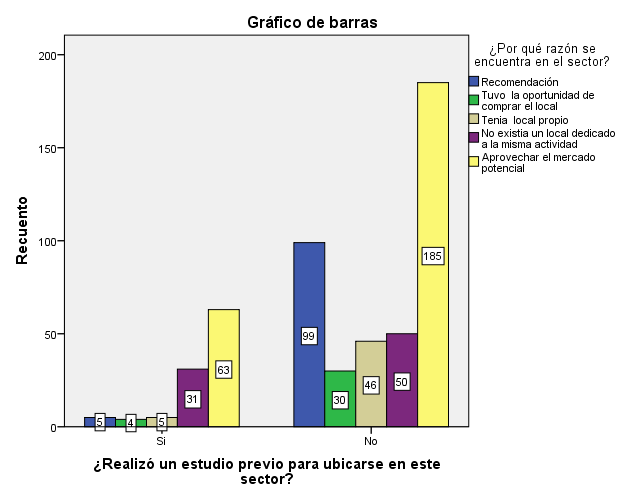 Gráfico de barras
¿Por qué razón se
encuentra en el sector?
Recomendación
Tuvo la oportunidad de
comprar el local
Tenia local propio
No existia un local dedicado
a la misma actividad
Aprovechar el mercado
potencial
Recuento
200
150
100
50
0
5
4
5
31
63
99
30
46
50
185
Si
No
¿Realizó un estudio previo para ubicarse en este
sector?